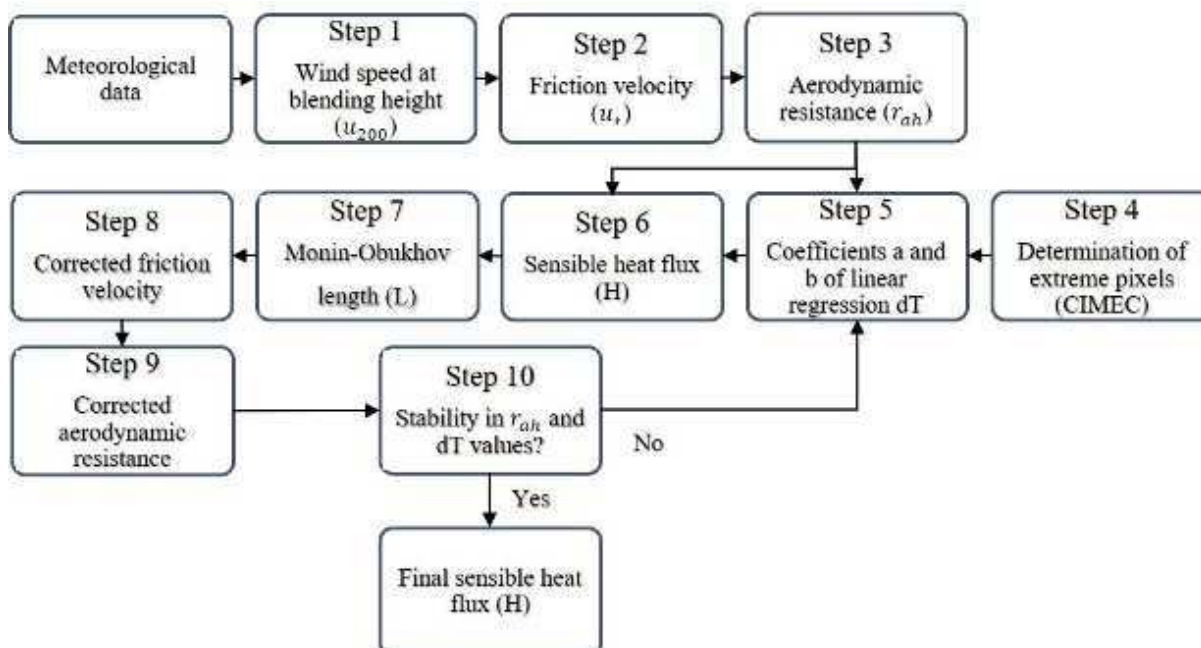 Meteorological
data
Step 1
Wind speed at
blending height
(u₂₀₀)
Step 2
Friction velocity
(u*)
Step 3
Aerodynamic
resistance (rₐₕ)
Step 8
Corrected friction
velocity
Step 7
Monin-Obukhov
length (L)
Step 6
Sensible heat flux
(H)
Step 5
Coefficients a and
b of linear
regression dT
Step 4
Determination of
extreme pixels
(CIMEC)
Step 9
Corrected
aerodynamic
resistance
Step 10
Stability in rₐₕ and
dT values?
No
Yes
Final sensible heat
flux (H)